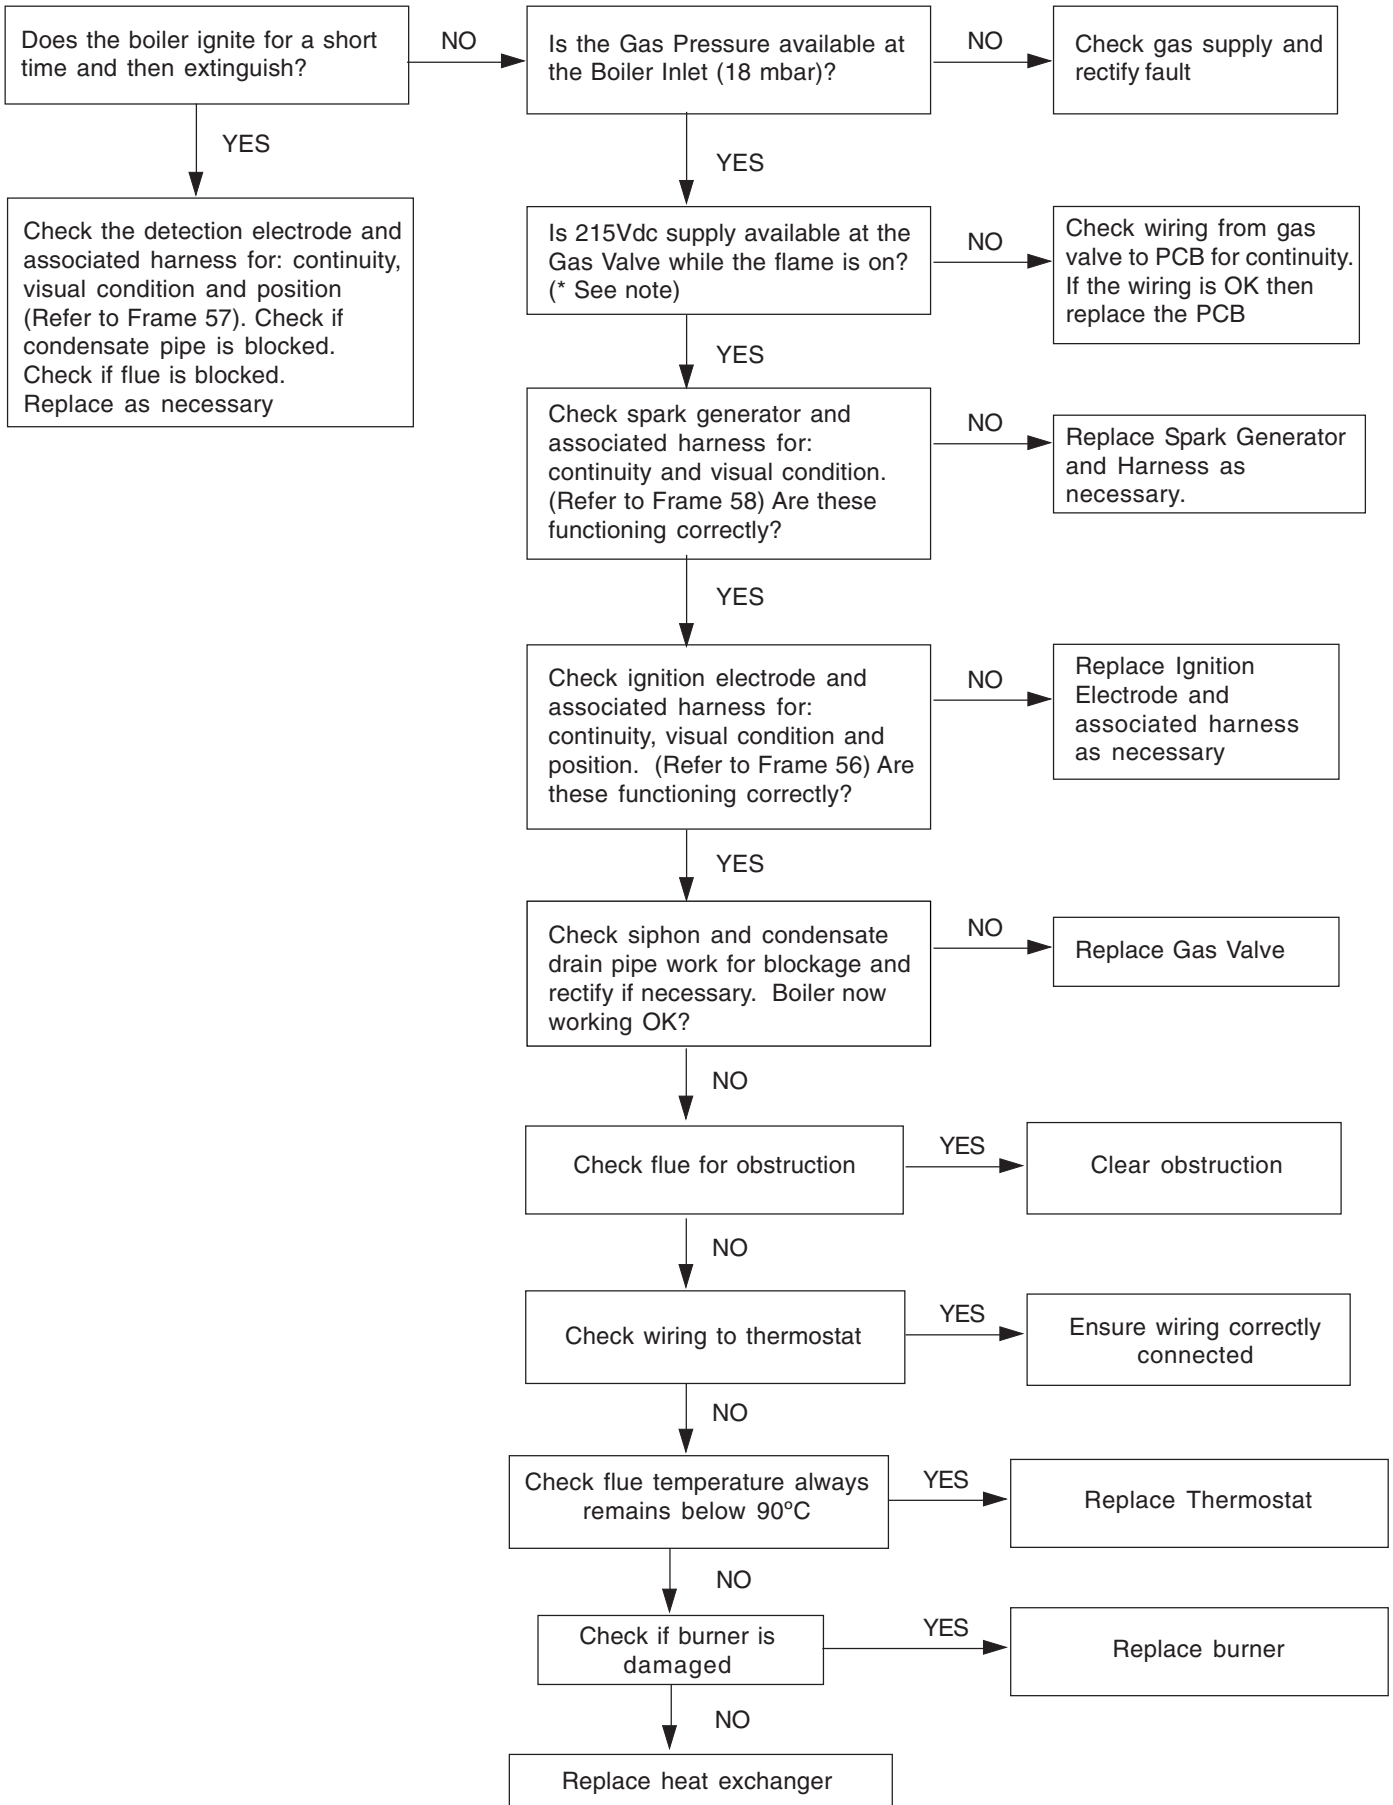 Does the boiler ignite for a short
time and then extinguish?
NO
Is the Gas Pressure available at
the Boiler Inlet (18 mbar)?
NO
Check gas supply and
rectify fault
YES
Check the detection electrode and
associated harness for: continuity,
visual condition and position
(Refer to Frame 57). Check if
condensate pipe is blocked.
Check if flue is blocked.
Replace as necessary
YES
Is 215Vdc supply available at the
Gas Valve while the flame is on?
(* See note)
NO
Check wiring from gas
valve to PCB for continuity.
If the wiring is OK then
replace the PCB
YES
Check spark generator and
associated harness for:
continuity and visual condition.
(Refer to Frame 58) Are these
functioning correctly?
NO
Replace Spark Generator
and Harness as
necessary.
YES
Check ignition electrode and
associated harness for:
continuity, visual condition and
position. (Refer to Frame 56) Are
these functioning correctly?
NO
Replace Ignition
Electrode and
associated harness
as necessary
YES
Check siphon and condensate
drain pipe work for blockage and
rectify if necessary. Boiler now
working OK?
NO
Replace Gas Valve
NO
Check flue for obstruction
YES
Clear obstruction
NO
Check wiring to thermostat
YES
Ensure wiring correctly
connected
NO
Check flue temperature always
remains below 90ºC
YES
Replace Thermostat
NO
Check if burner is
damaged
YES
Replace burner
NO
Replace heat exchanger